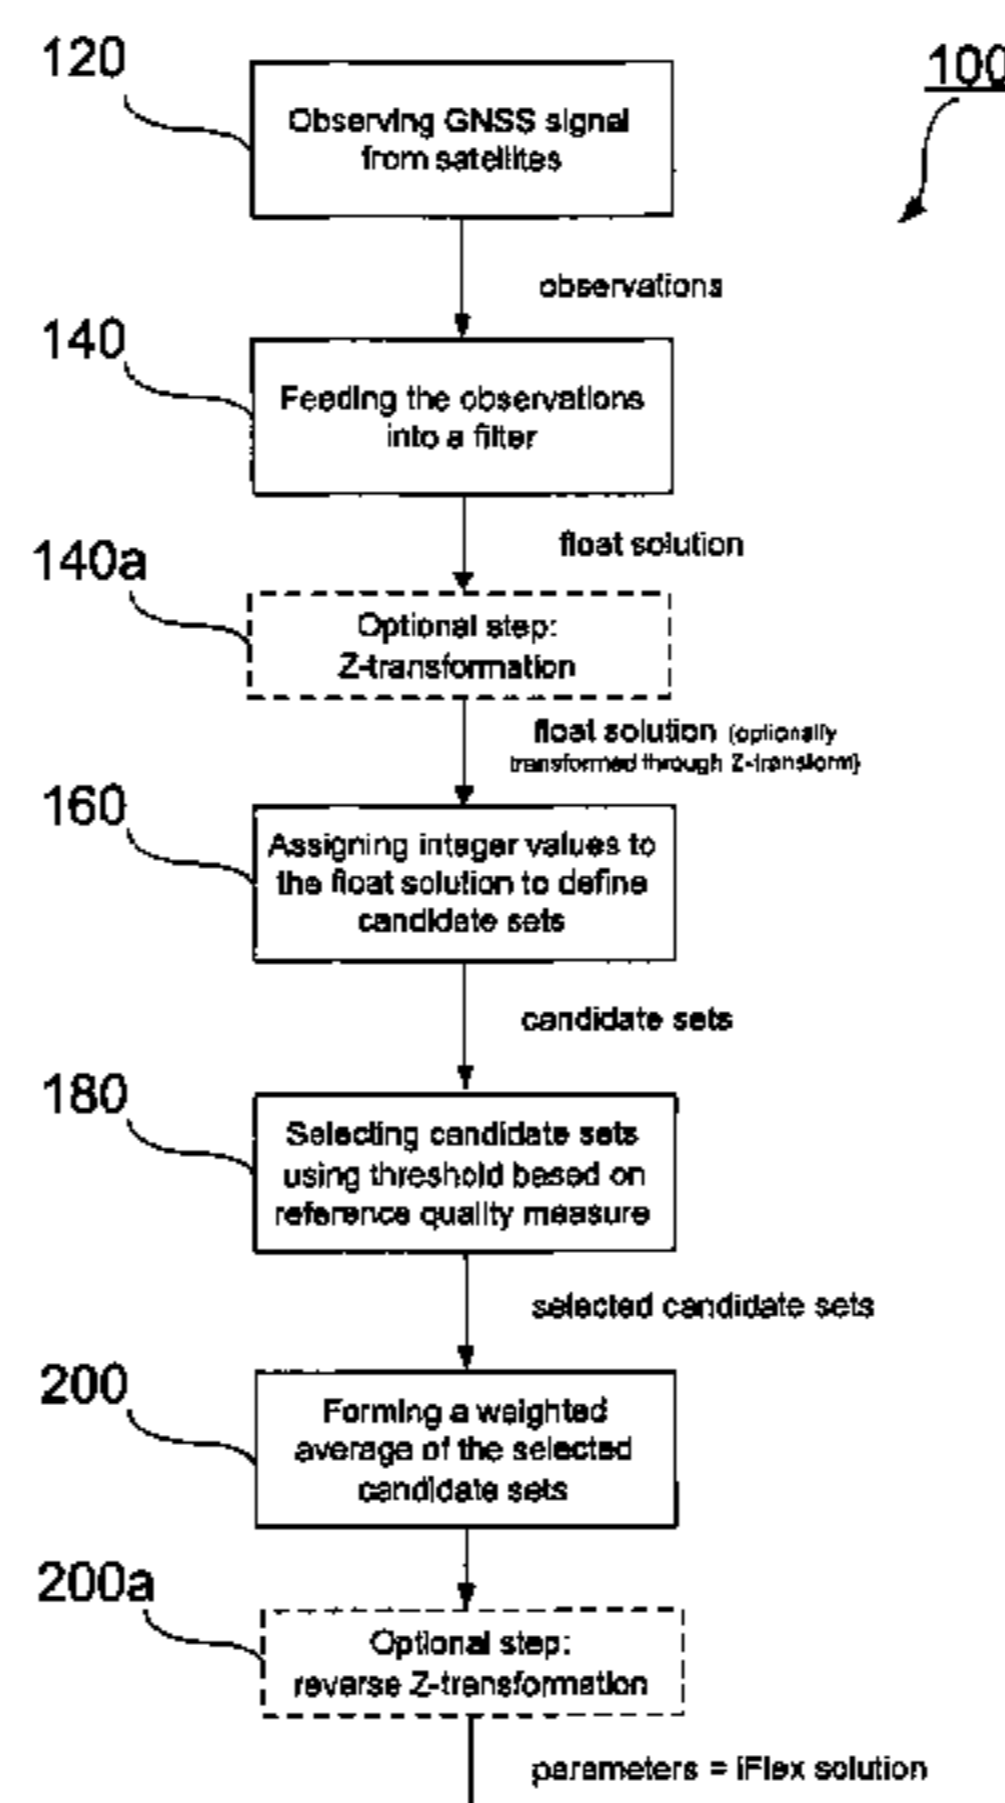 120
100
Observing GNSS signal
from satellites
observations
140
Feeding the observations
into a filter
float solution
140a
Optional step:
Z-transformation
float solution (optionally
transformed through Z-transform)
160
Assigning integer values to
the float solution to define
candidate sets
candidate sets
180
Selecting candidate sets
using threshold based on
reference quality measure
selected candidate sets
200
Forming a weighted
average of the selected
candidate sets
200a
Optional step:
reverse Z-transformation
parameters = iFlex solution